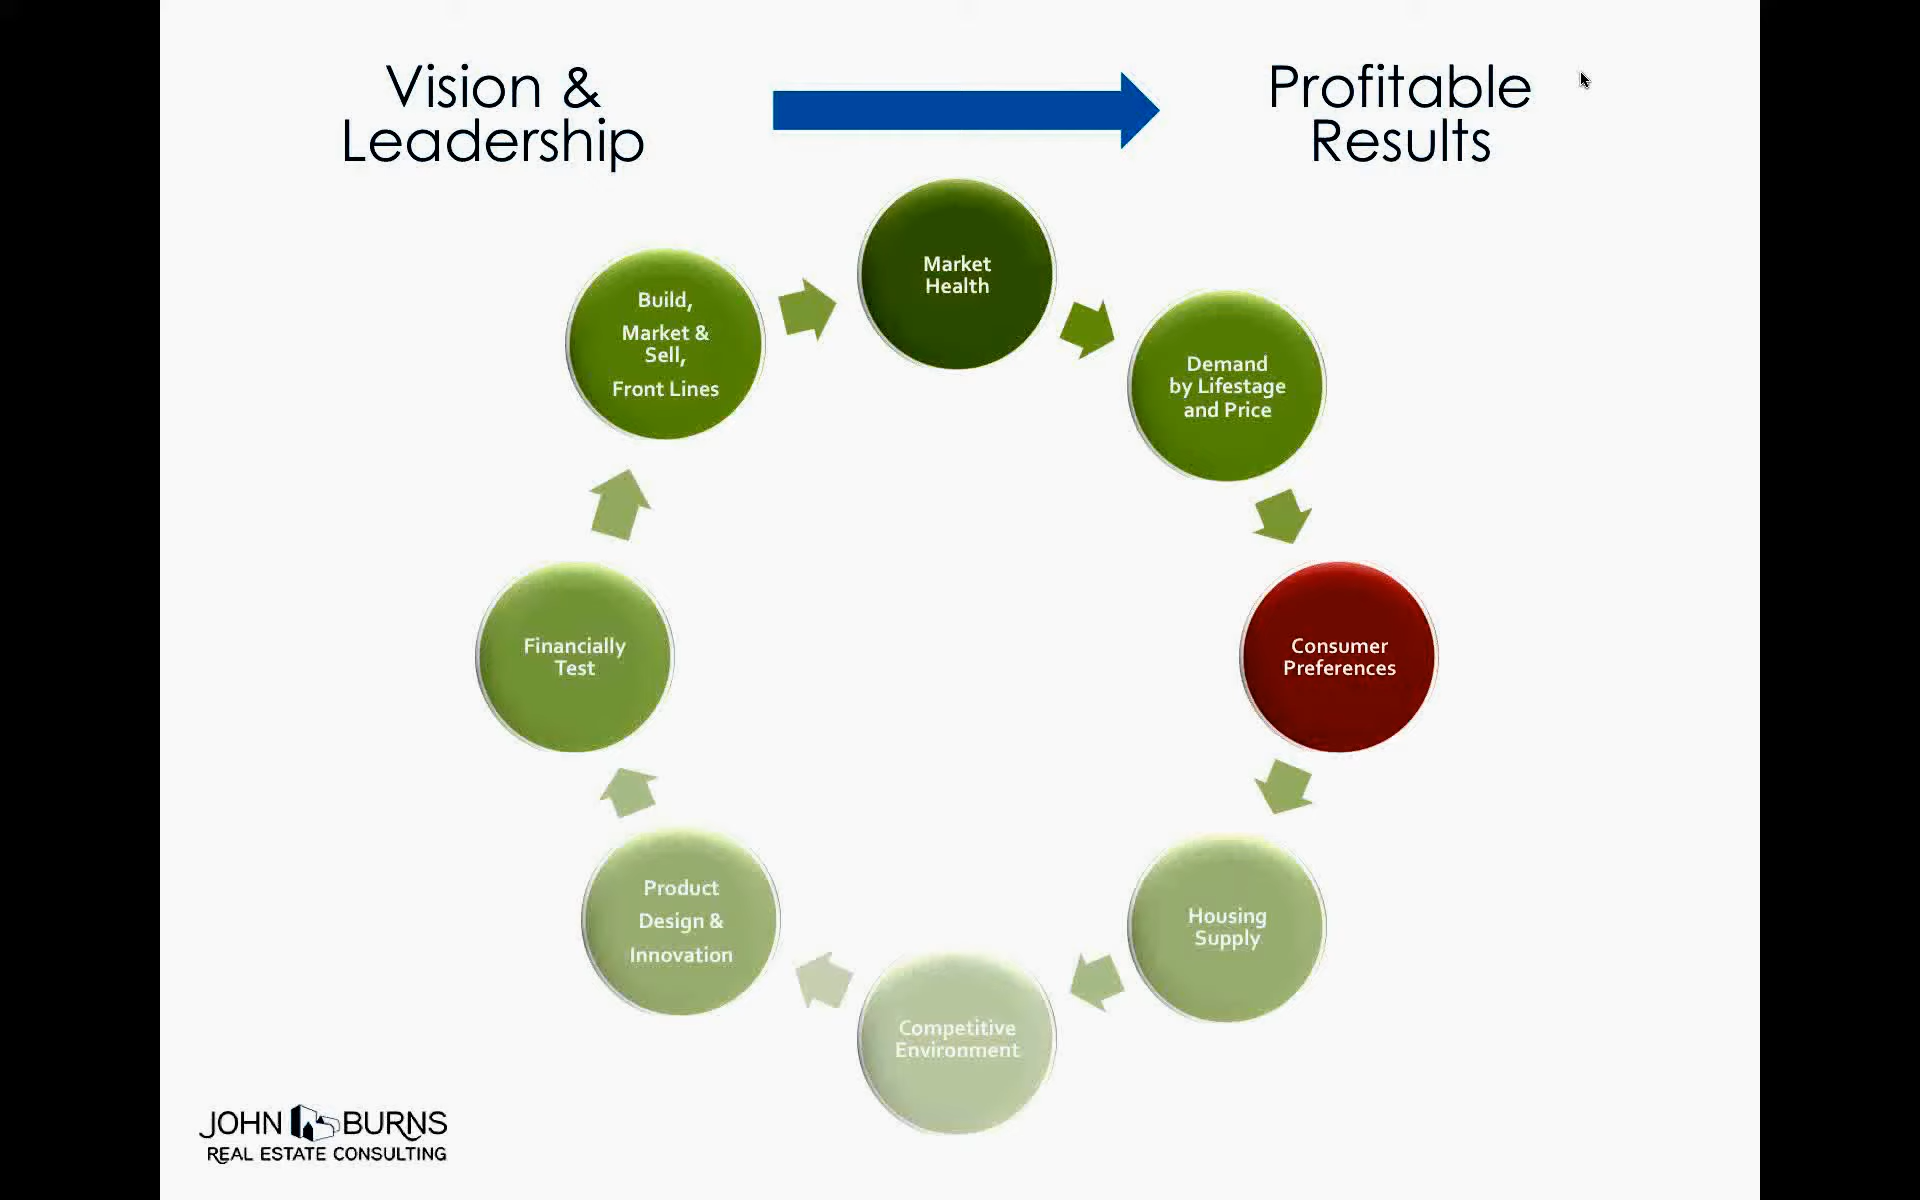 Vision &
Leadership
Profitable
Results
Market
Health
Demand
by Lifestage
and Price
Consumer
Preferences
Housing
Supply
Competitive
Environment
Product
Design &
Innovation
Financially
Test
Build,
Market &
Sell,
Front Lines
JOHN BURNS
REAL ESTATE CONSULTING